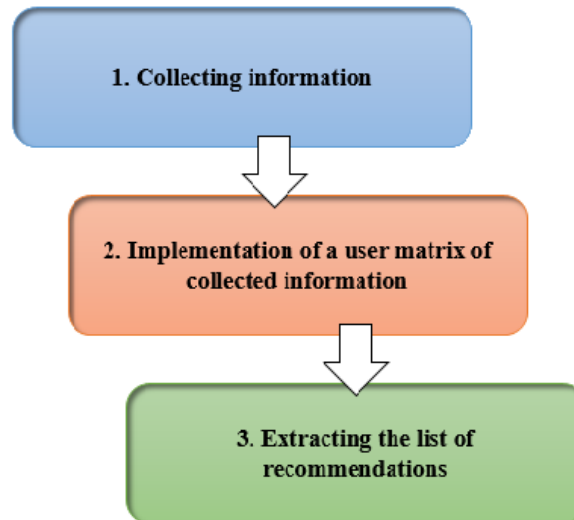 1. Collecting information
2. Implementation of a user matrix of
collected information
3. Extracting the list of
recommendations